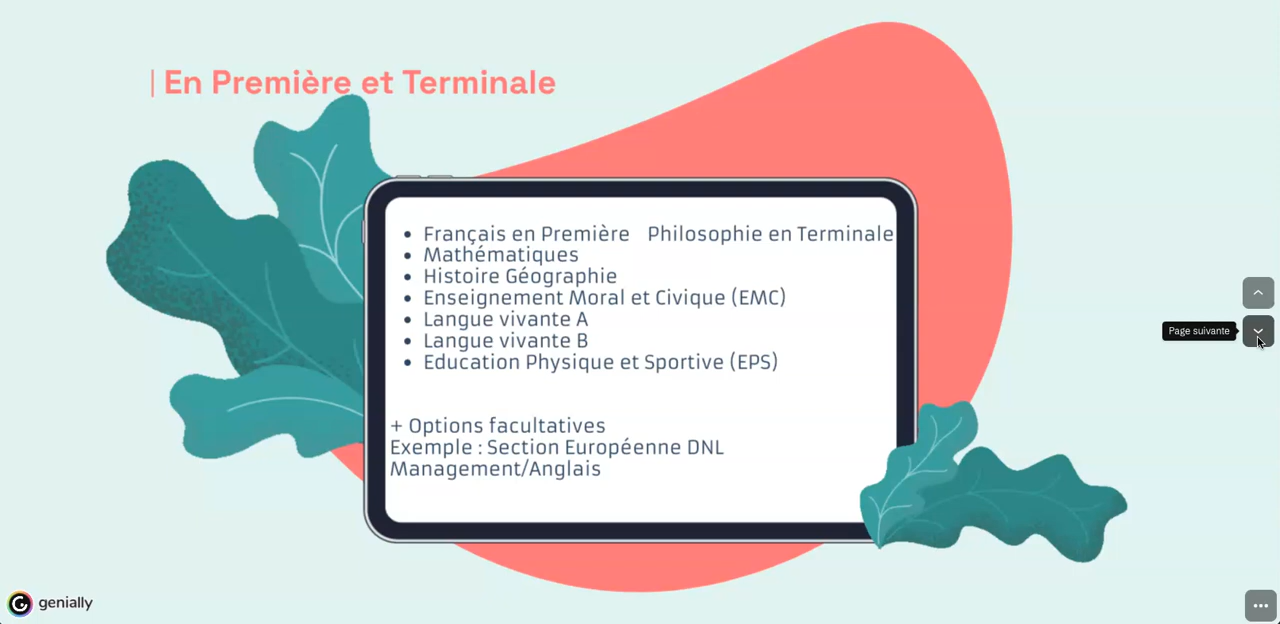 | En Première et Terminale
• Français en Première   Philosophie en Terminale
• Mathématiques
• Histoire Géographie
• Enseignement Moral et Civique (EMC)
• Langue vivante A
• Langue vivante B
• Education Physique et Sportive (EPS)
+ Options facultatives
Exemple : Section Européenne DNL
Management/Anglais
Page suivante
genially